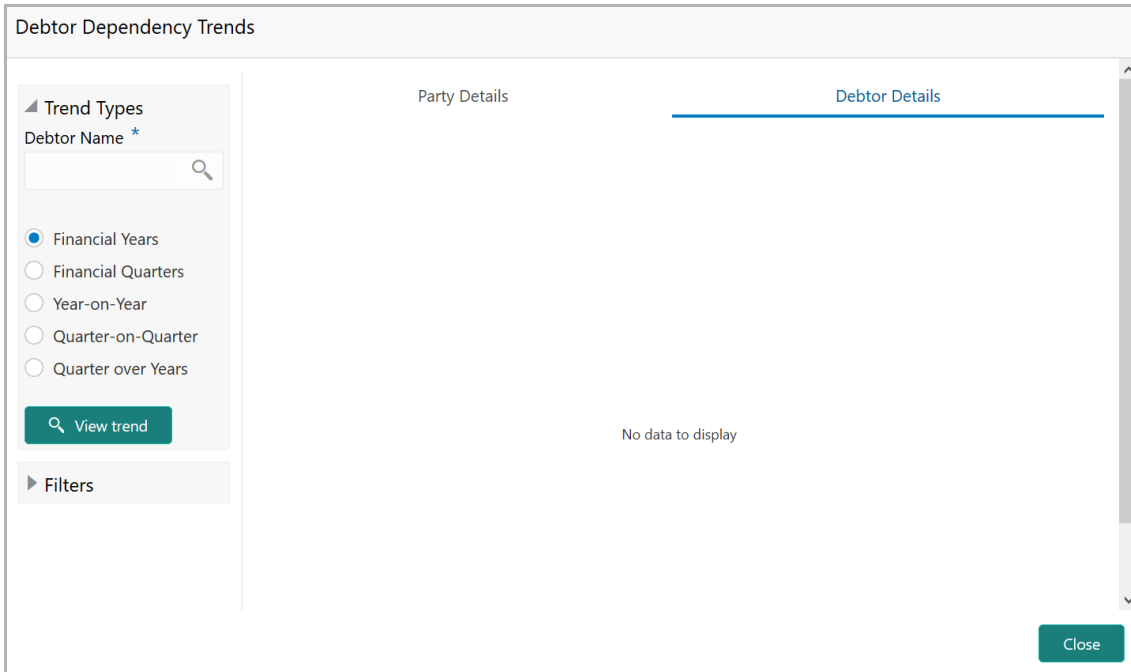 Debtor Dependency Trends
Trend Types
Debtor Name *
Financial Years
Financial Quarters
Year-on-Year
Quarter-on-Quarter
Quarter over Years
View trend
Filters
Party Details
Debtor Details
No data to display
Close